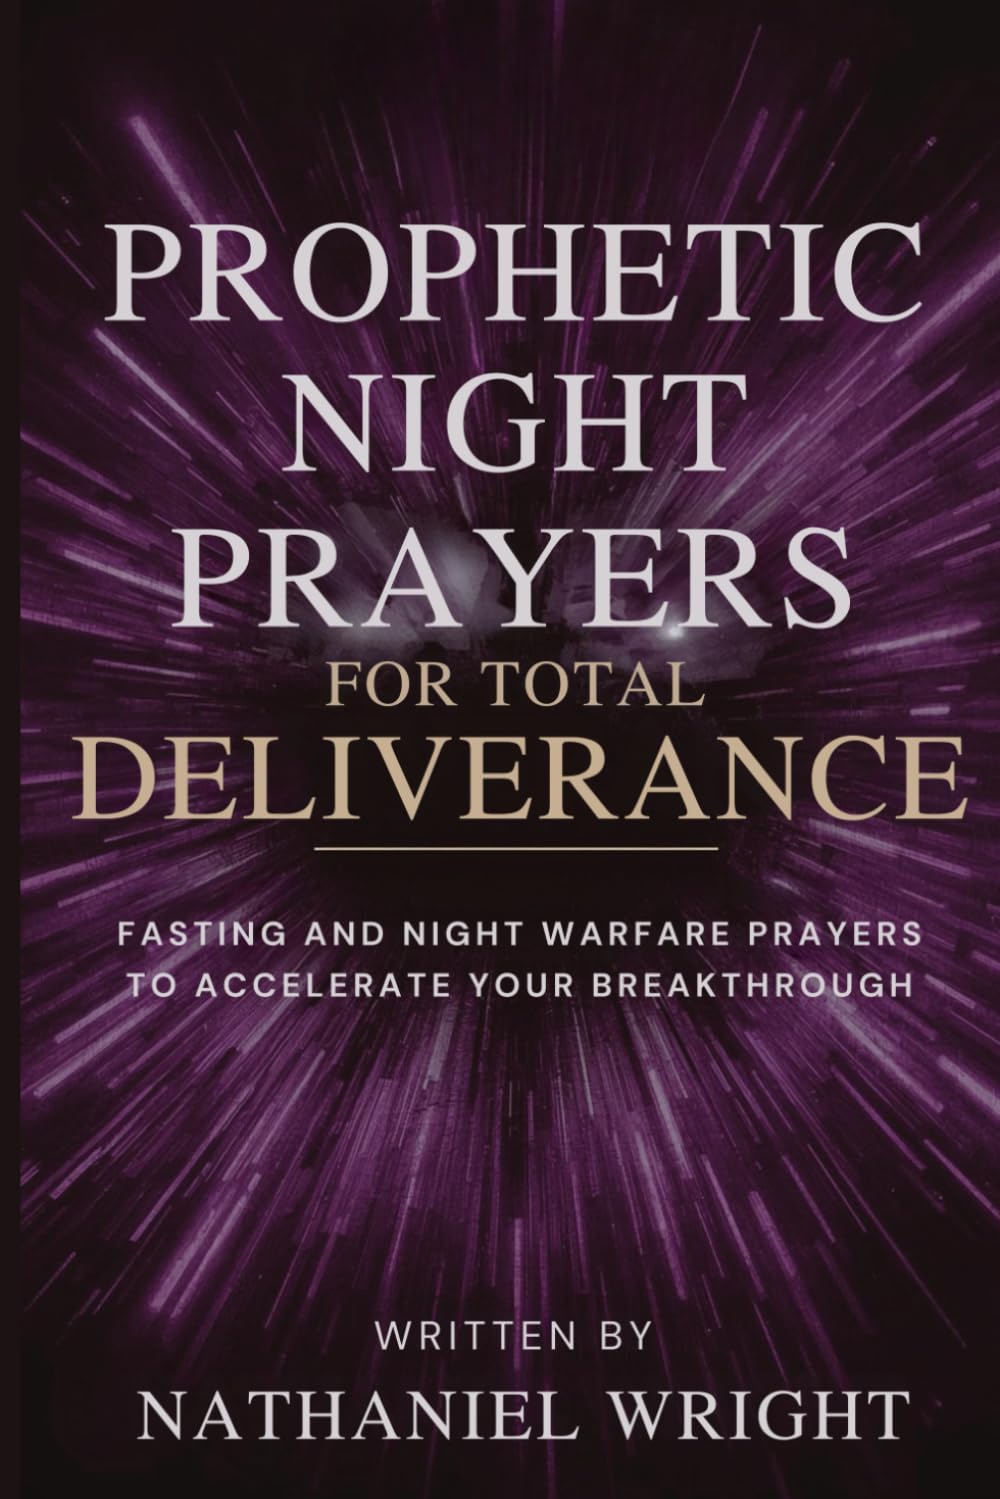 PROPHETIC
NIGHT
PRAYERS
FOR TOTAL
DELIVERANCE
FASTING AND NIGHT WARFARE PRAYERS
TO ACCELERATE YOUR BREAKTHROUGH
WRITTEN BY
NATHANIEL WRIGHT